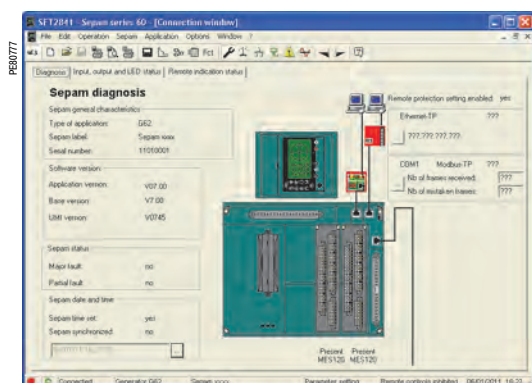 SFT2841 - Sepam series 60 - [Connection window]
File Edit Operation Sepam Application Options Window ?
PE80777
Diagnosis Input, output and LED status Remote indication status
Sepam diagnosis
Remote protection setting enabled: yes
Sepam general characteristics
Type of application: G62
Sepam label: Sepam xxxx
Serial number: 11010001
Ethernet-TP ???
???.???.???.???
Software version
Application version: V07.00
Base version: V7.00
UMI version: V0745
COM1 Modbus-TP ???
Nb of frames received: ???
Nb of mistaken frames: ???
Sepam status
Major fault: no
Partial fault: no
Sepam date and time
Sepam time set: yes
Sepam synchronized: no
...
Present MES120
Present MES120
Connected Generator G62 Sepam xxxx Parameter setting Remote controls inhibited